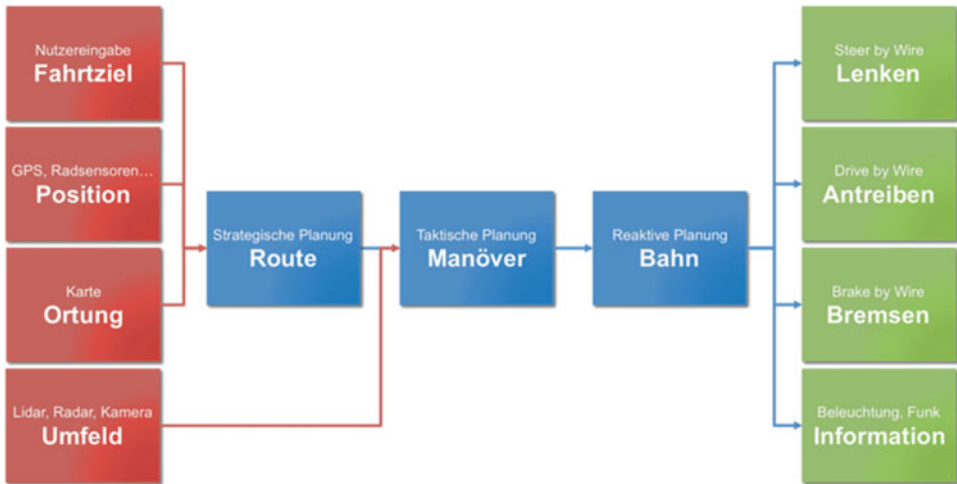 Nutzereingabe
Fahrtziel
GPS, Radsensoren...
Position
Karte
Ortung
Lidar, Radar, Kamera
Umfeld
Strategische Planung
Route
Taktische Planung
Manöver
Reaktive Planung
Bahn
Steer by Wire
Lenken
Drive by Wire
Antreiben
Brake by Wire
Bremsen
Beleuchtung, Funk
Information